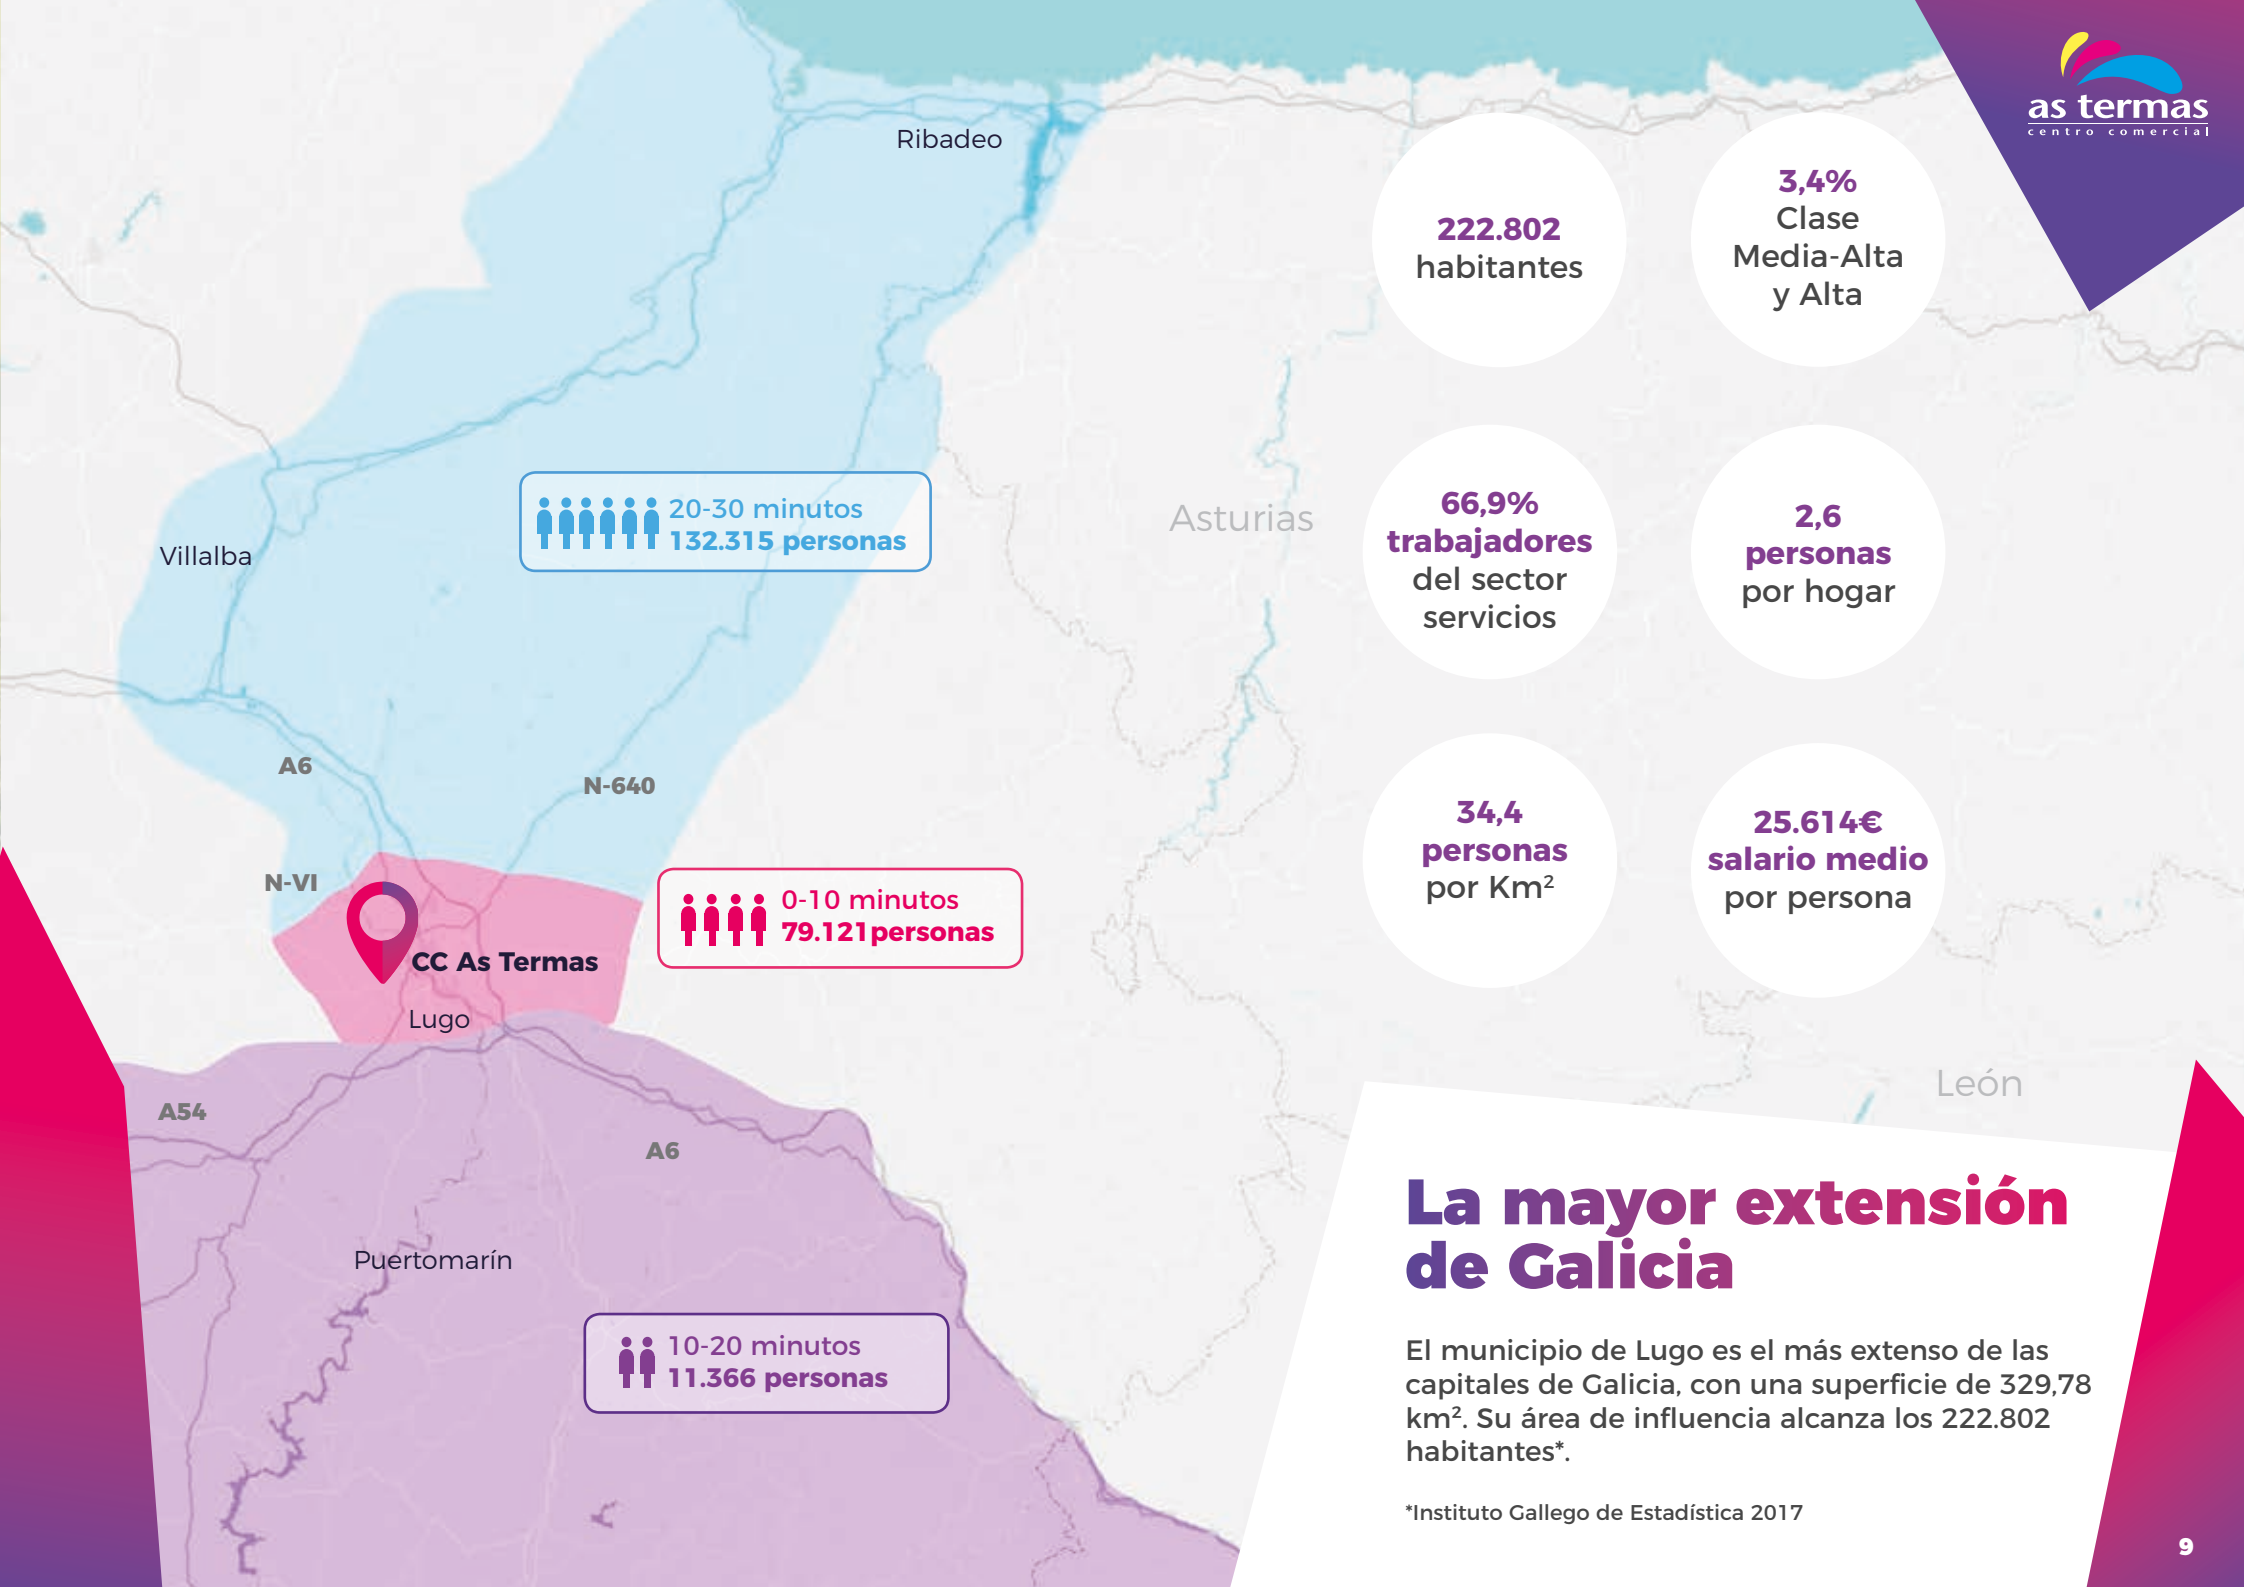 as termas
centro comercial
Ribadeo
222.802
habitantes
3,4%
Clase
Media-Alta
y Alta
20-30 minutos
132.315 personas
Villalba
Asturias
66,9%
trabajadores
del sector
servicios
2,6
personas
por hogar
A6
N-640
N-VI
0-10 minutos
79.121personas
CC As Termas
Lugo
34,4
personas
por Km²
25.614€
salario medio
por persona
León
A54
A6
Puertomarín
10-20 minutos
11.366 personas
La mayor extensión
de Galicia
El municipio de Lugo es el más extenso de las
capitales de Galicia, con una superficie de 329,78
km². Su área de influencia alcanza los 222.802
habitantes*.
*Instituto Gallego de Estadística 2017
9